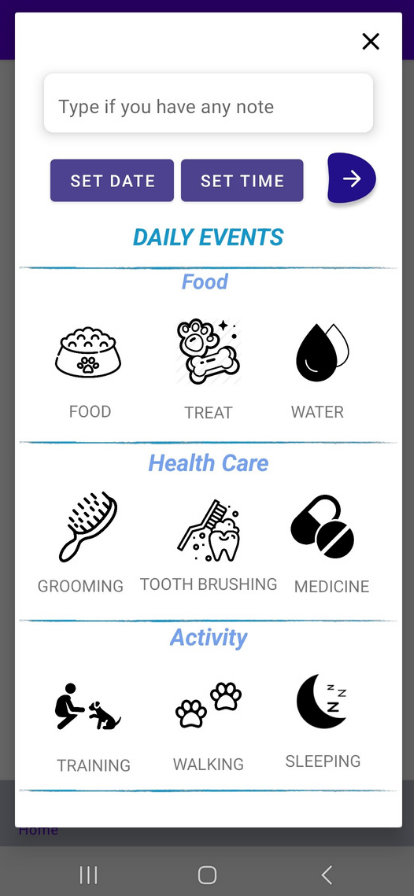 Type if you have any note
SET DATE SET TIME
DAILY EVENTS
Food
FOOD TREAT WATER
Health Care
GROOMING TOOTH BRUSHING MEDICINE
Activity
z z
z
TRAINING WALKING SLEEPING
Home